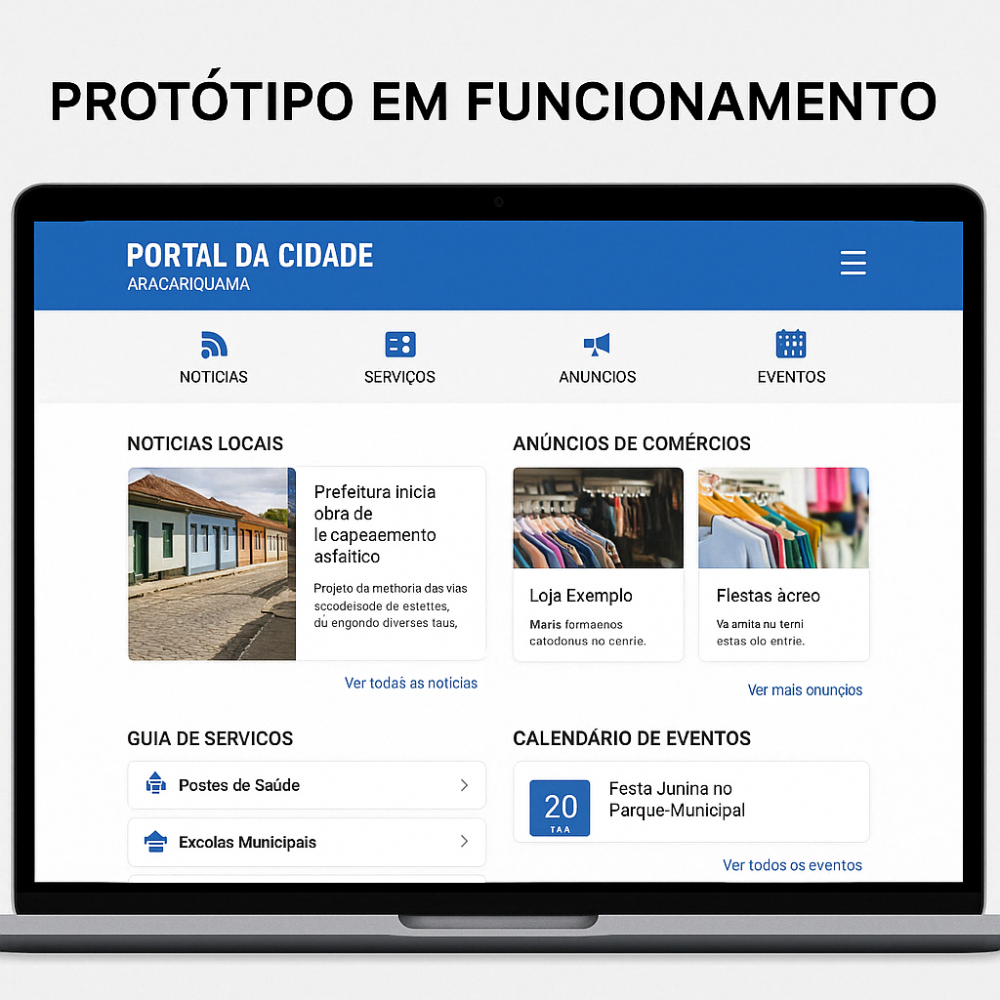 PROTÓTIPO EM FUNCIONAMENTO
PORTAL DA CIDADE
ARACARIQUAMA
NOTICIAS
SERVIÇOS
ANUNCIOS
EVENTOS
NOTICIAS LOCAIS
Prefeitura inicia
obra de
le capeaemento
asfaitico
Projeto da methoria das vias
sccodeisode de estettes,
du engondo diverses taus,
Ver todas as noticias
ANÚNCIOS DE COMÉRCIOS
Loja Exemplo
Maris formaenos
catodonus no cenrie.
Flestas àcreo
Va amita nu terni
estas olo entrie.
Ver mais onunçios
GUIA DE SERVICOS
Postes de Saúde
Excolas Municipais
CALENDÁRIO DE EVENTOS
20
TAA
Festa Junina no
Parque-Municipal
Ver todos os eventos